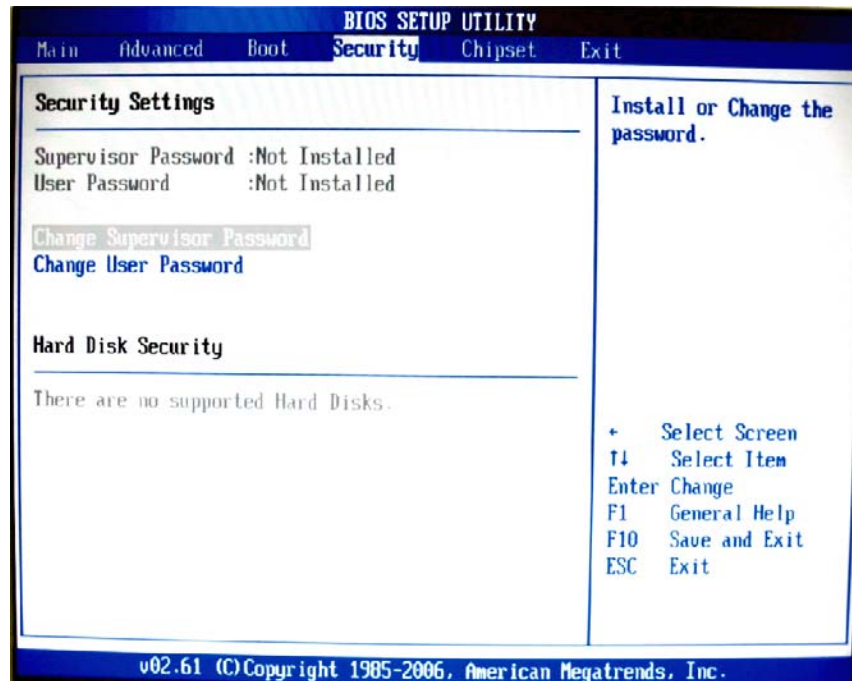 BIOS SETUP UTILITY
Main Advanced Boot Security Chipset Exit
Security Settings
Supervisor Password :Not Installed
User Password :Not Installed
Change Supervisor Password
Change User Password
Hard Disk Security
There are no supported Hard Disks.
Install or Change the
password.
← Select Screen
↑↓ Select Item
Enter Change
F1 General Help
F10 Save and Exit
ESC Exit
v02.61 (C)Copyright 1985-2006, American Megatrends, Inc.